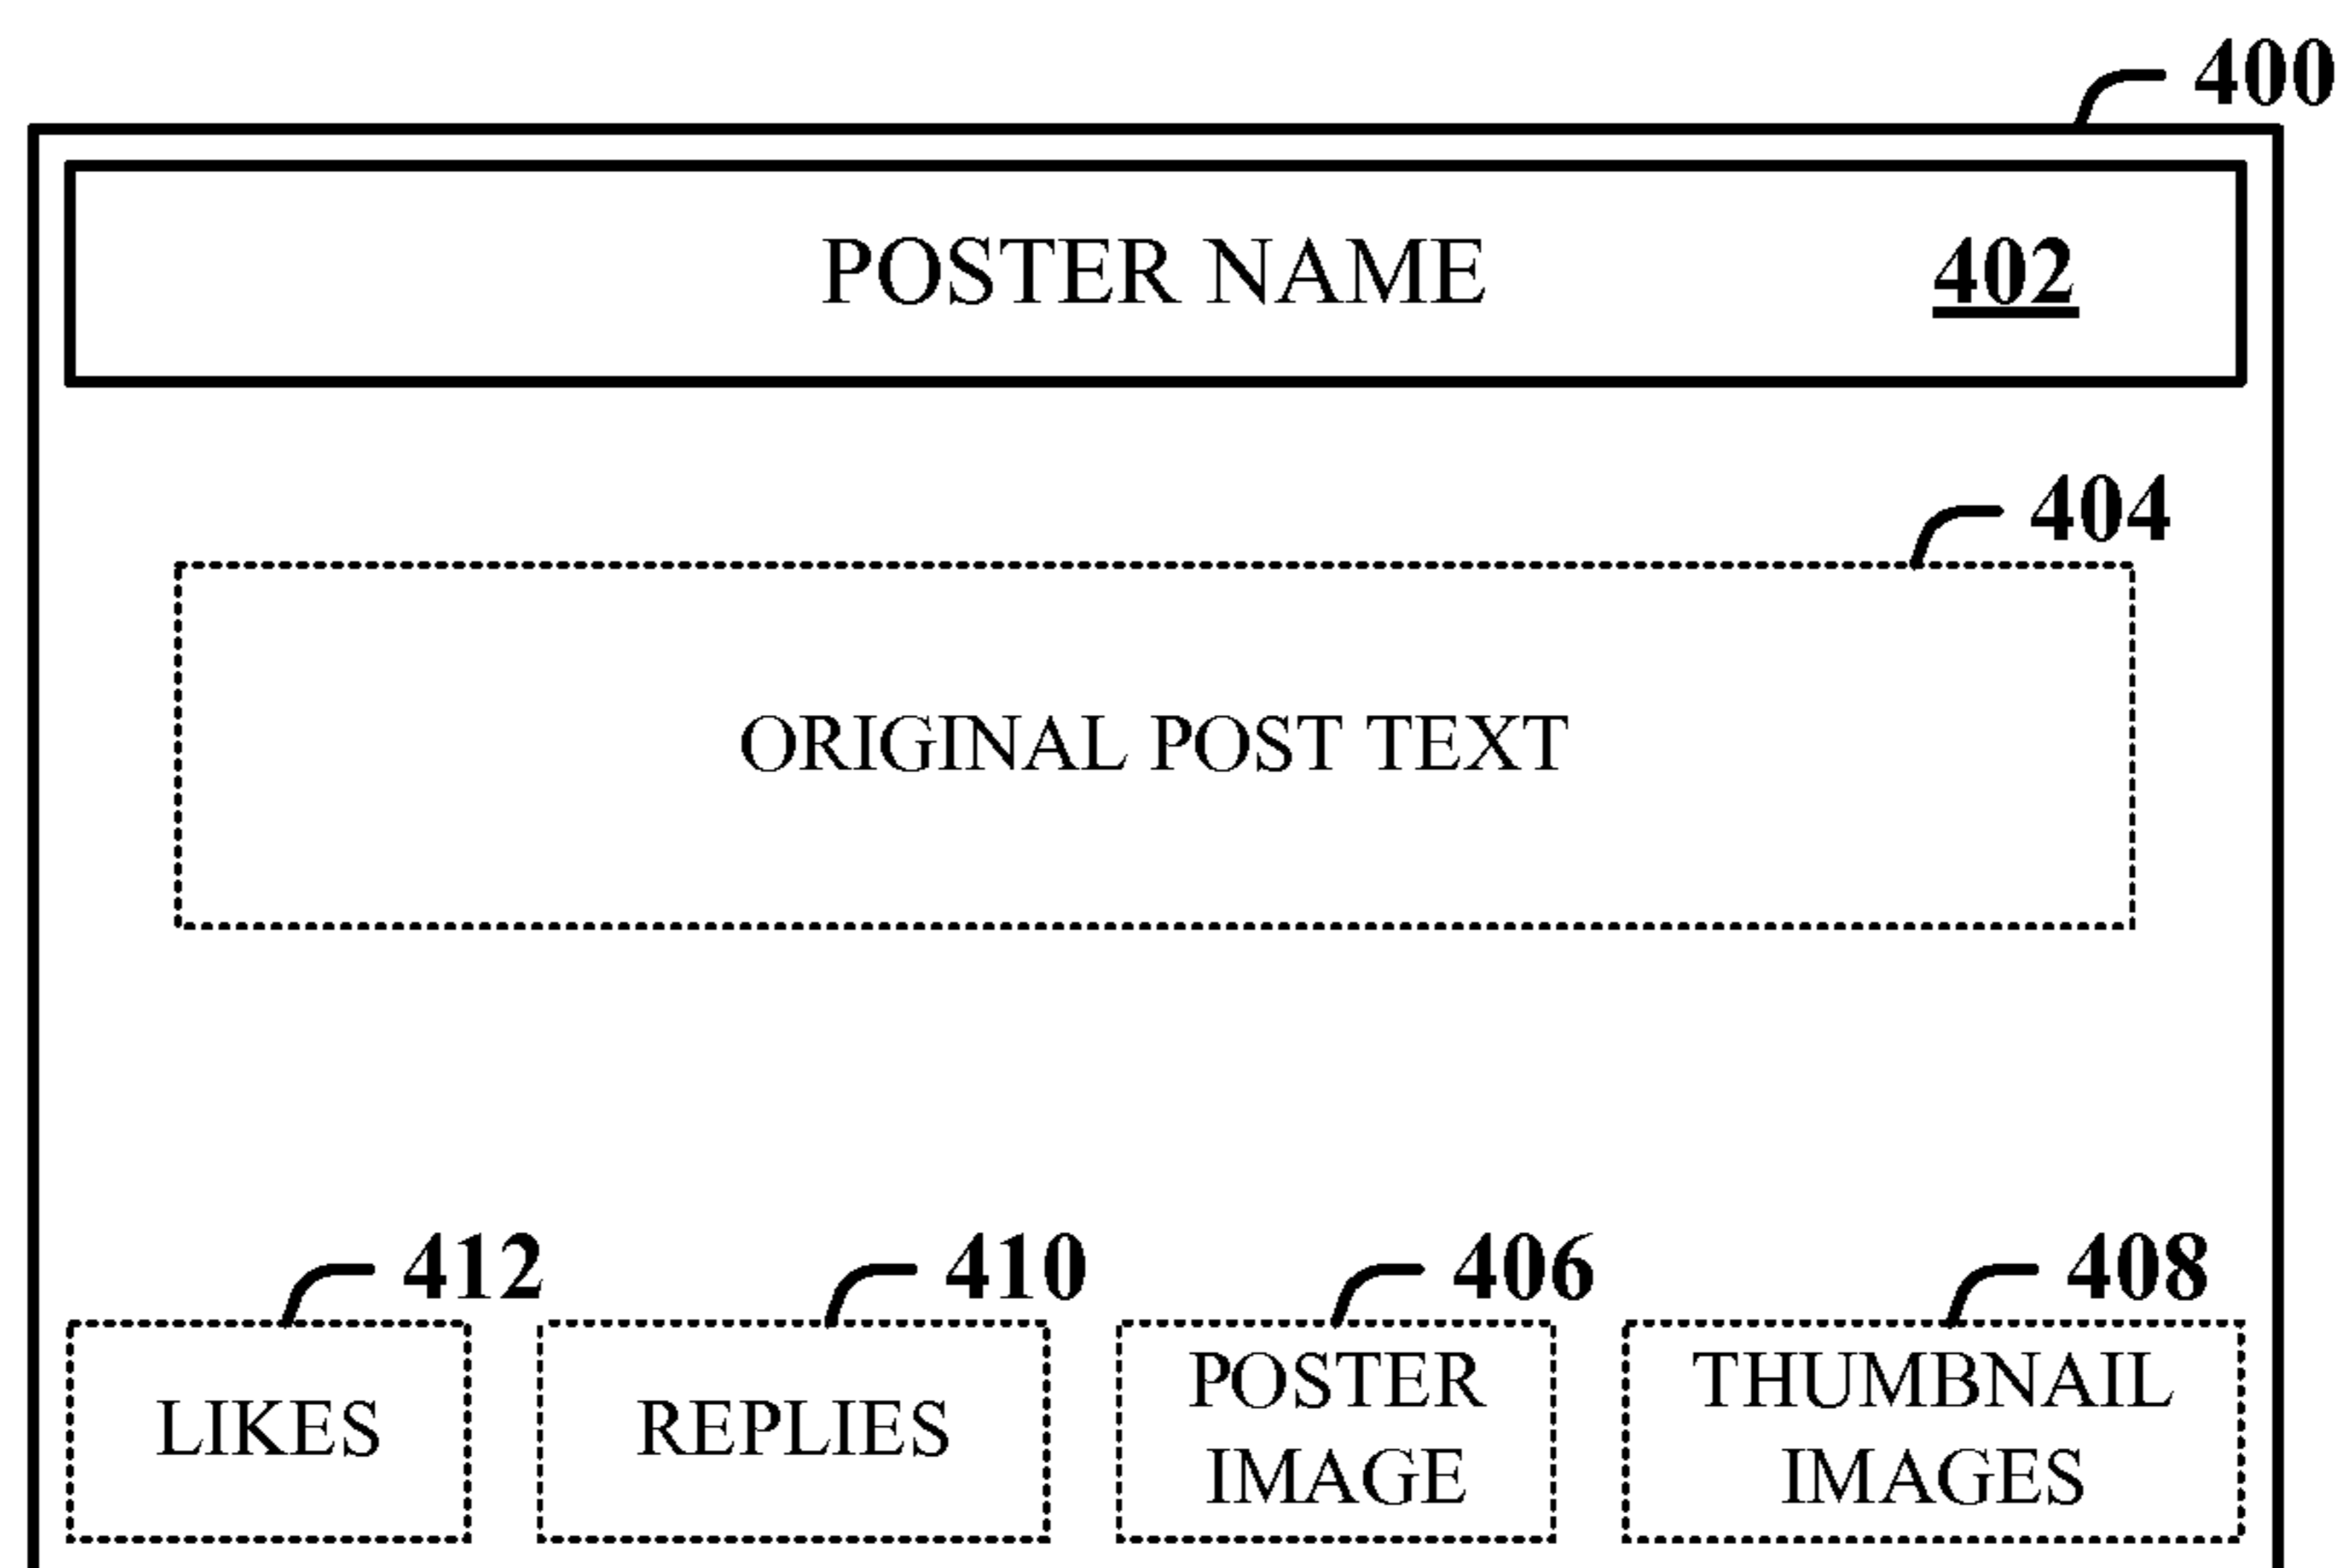 400
POSTER NAME 402
404
ORIGINAL POST TEXT
412 410 406 408
LIKES
REPLIES
POSTER
IMAGE
THUMBNAIL
IMAGES